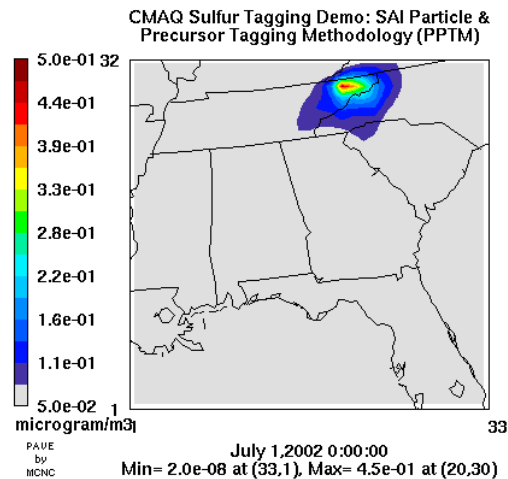 CMAQ Sulfur Tagging Demo: SAI Particle &
Precursor Tagging Methodology (PPTM)
5.0e-01
4.4e-01
3.9e-01
3.3e-01
2.8e-01
2.2e-01
1.6e-01
1.1e-01
5.0e-02
microgram/m3
32
1
1
33
PAVE
by
MCNC
July 1,2002 0:00:00
Min= 2.0e-08 at (33,1), Max= 4.5e-01 at (20,30)